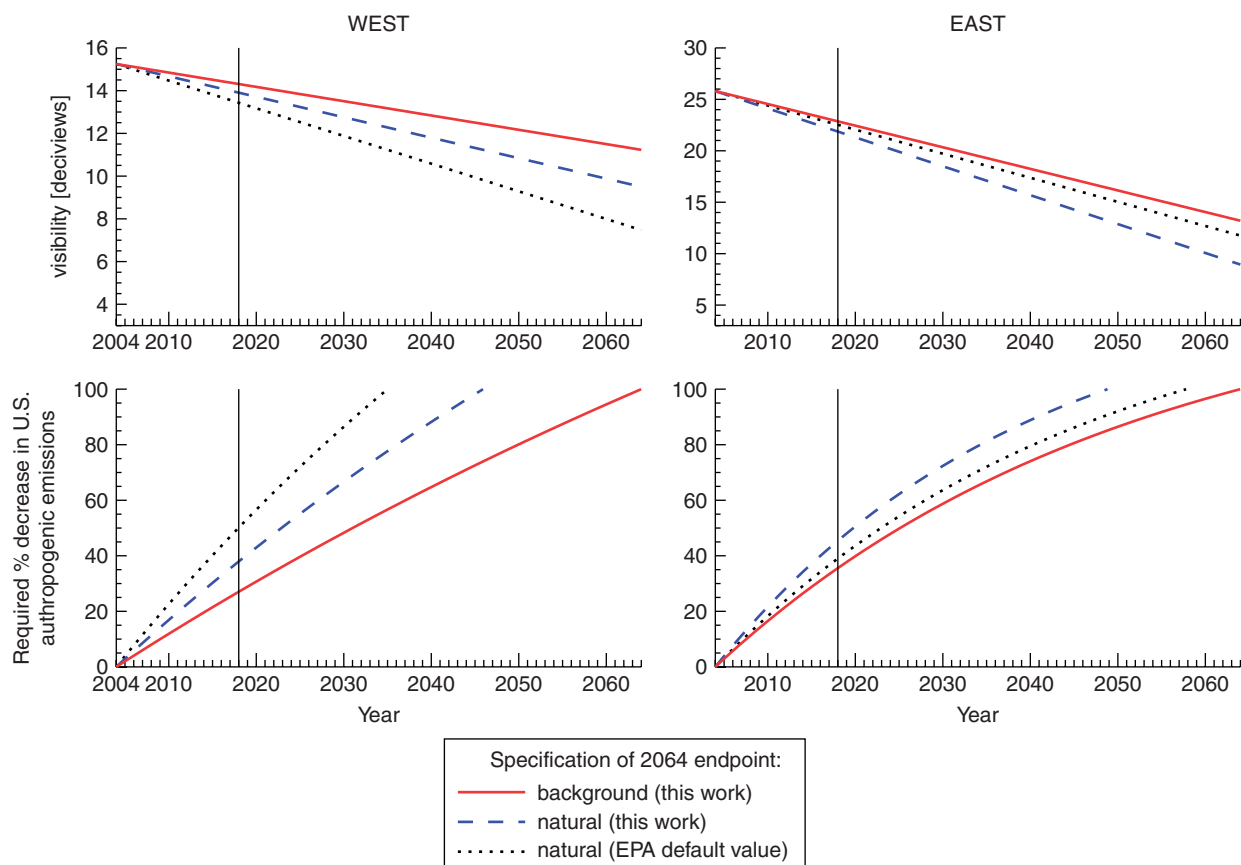 WEST
EAST
visibility [deciviews]
16
14
12
10
8
6
4
2004 2010 2020 2030 2040 2050 2060
30
25
20
15
10
5
2010 2020 2030 2040 2050 2060
Required % decrease in U.S.
authropogenic emissions
100
80
60
40
20
0
2004 2010 2020 2030 2040 2050 2060
Year
100
80
60
40
20
0
2010 2020 2030 2040 2050 2060
Year
Specification of 2064 endpoint:
background (this work)
natural (this work)
natural (EPA default value)